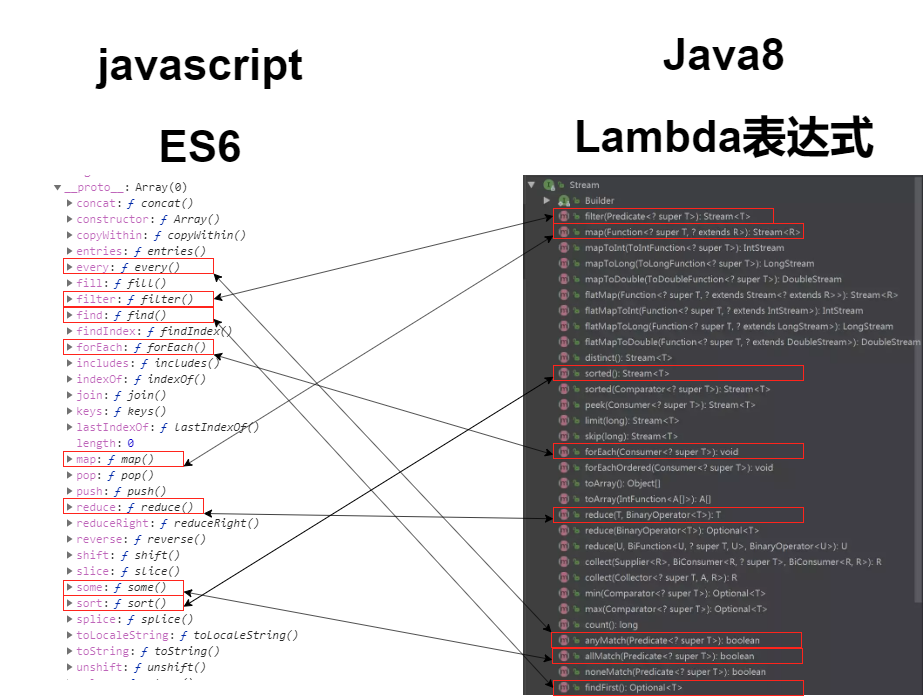 javascript
ES6
Java8
Lambda表达式
__proto__: Array(0)
concat: ƒ concat()
constructor: ƒ Array()
copyWithin: ƒ copyWithin()
entries: ƒ entries()
every: ƒ every()
fill: ƒ fill()
filter: ƒ filter()
find: ƒ find()
findIndex: ƒ findIndex()
forEach: ƒ forEach()
includes: ƒ includes()
indexOf: ƒ indexOf()
join: ƒ join()
keys: ƒ keys()
lastIndexOf: ƒ lastIndexOf()
length: 0
map: ƒ map()
pop: ƒ pop()
push: ƒ push()
reduce: ƒ reduce()
reduceRight: ƒ reduceRight()
reverse: ƒ reverse()
shift: ƒ shift()
slice: ƒ slice()
some: ƒ some()
sort: ƒ sort()
splice: ƒ splice()
toLocaleString: ƒ toLocaleString()
toString: ƒ toString()
unshift: ƒ unshift()
Stream
Builder
filter(Predicate<? super T>): Stream<T>
map(Function<? super T, ? extends R>): Stream<R>
mapToInt(ToIntFunction<? super T>): IntStream
mapToLong(ToLongFunction<? super T>): LongStream
mapToDouble(ToDoubleFunction<? super T>): DoubleStream
flatMap(Function<? super T, ? extends Stream<? extends R>>): Stream<R>
flatMapToInt(Function<? super T, ? extends IntStream>): IntStream
flatMapToLong(Function<? super T, ? extends LongStream>): LongStream
flatMapToDouble(Function<? super T, ? extends DoubleStream>): DoubleStream
distinct(): Stream<T>
sorted(): Stream<T>
sorted(Comparator<? super T>): Stream<T>
peek(Consumer<? super T>): Stream<T>
limit(long): Stream<T>
skip(long): Stream<T>
forEach(Consumer<? super T>): void
forEachOrdered(Consumer<? super T>): void
toArray(): Object[]
toArray(IntFunction<A[]>): A[]
reduce(T, BinaryOperator<T>): T
reduce(BinaryOperator<T>): Optional<T>
reduce(U, BiFunction<U, ? super T, U>, BinaryOperator<U>): U
collect(Supplier<R>, BiConsumer<R, ? super T>, BiConsumer<R, R>): R
collect(Collector<? super T, A, R>): R
min(Comparator<? super T>): Optional<T>
max(Comparator<? super T>): Optional<T>
count(): long
anyMatch(Predicate<? super T>): boolean
allMatch(Predicate<? super T>): boolean
noneMatch(Predicate<? super T>): boolean
findFirst(): Optional<T>